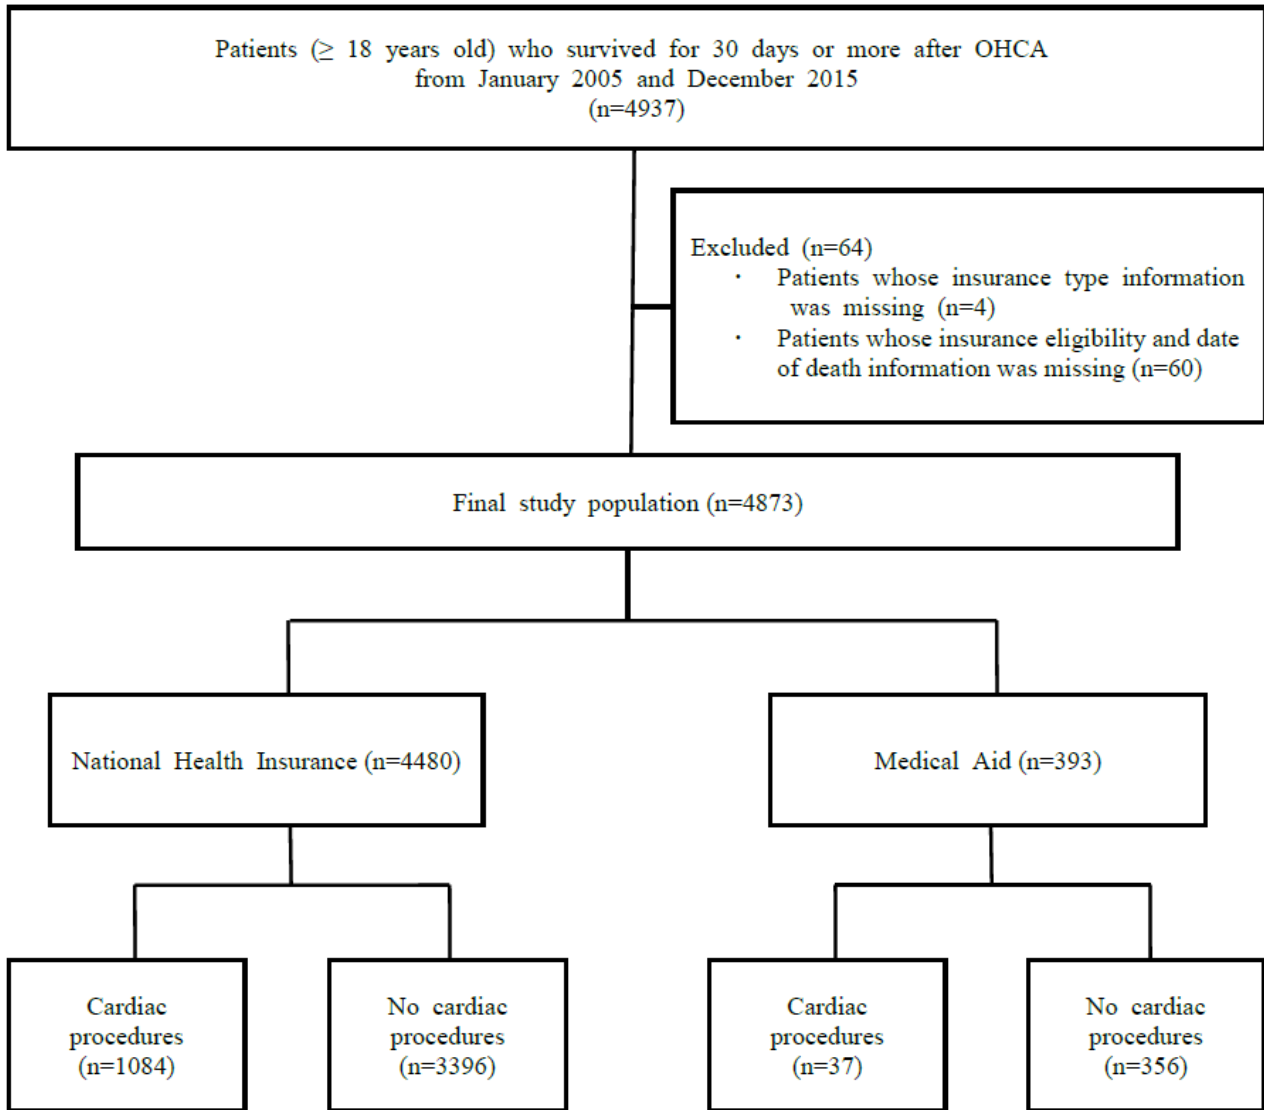 Patients (≥ 18 years old) who survived for 30 days or more after OHCA
from January 2005 and December 2015
(n=4937)
Excluded (n=64)
· Patients whose insurance type information
was missing (n=4)
· Patients whose insurance eligibility and date
of death information was missing (n=60)
Final study population (n=4873)
National Health Insurance (n=4480)
Medical Aid (n=393)
Cardiac
procedures
(n=1084)
No cardiac
procedures
(n=3396)
Cardiac
procedures
(n=37)
No cardiac
procedures
(n=356)